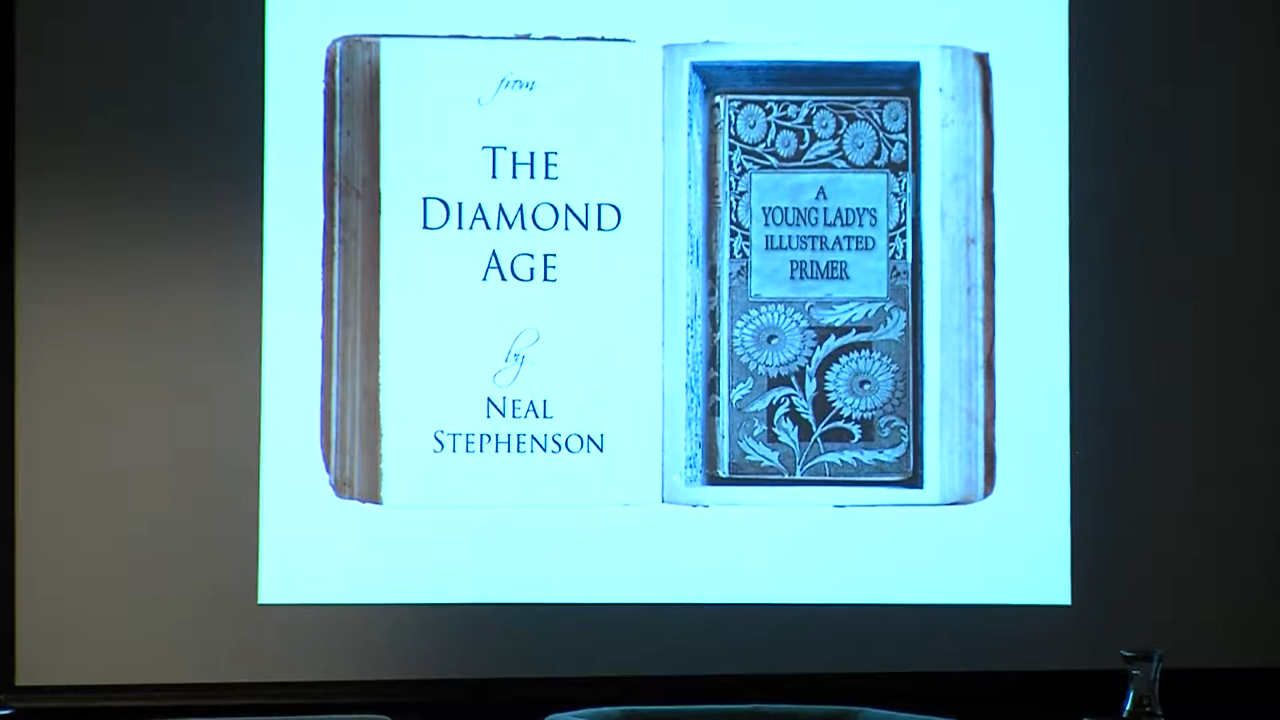 from
THE
DIAMOND
AGE
by
NEAL
STEPHENSON
A
YOUNG LADY'S
ILLUSTRATED
PRIMER